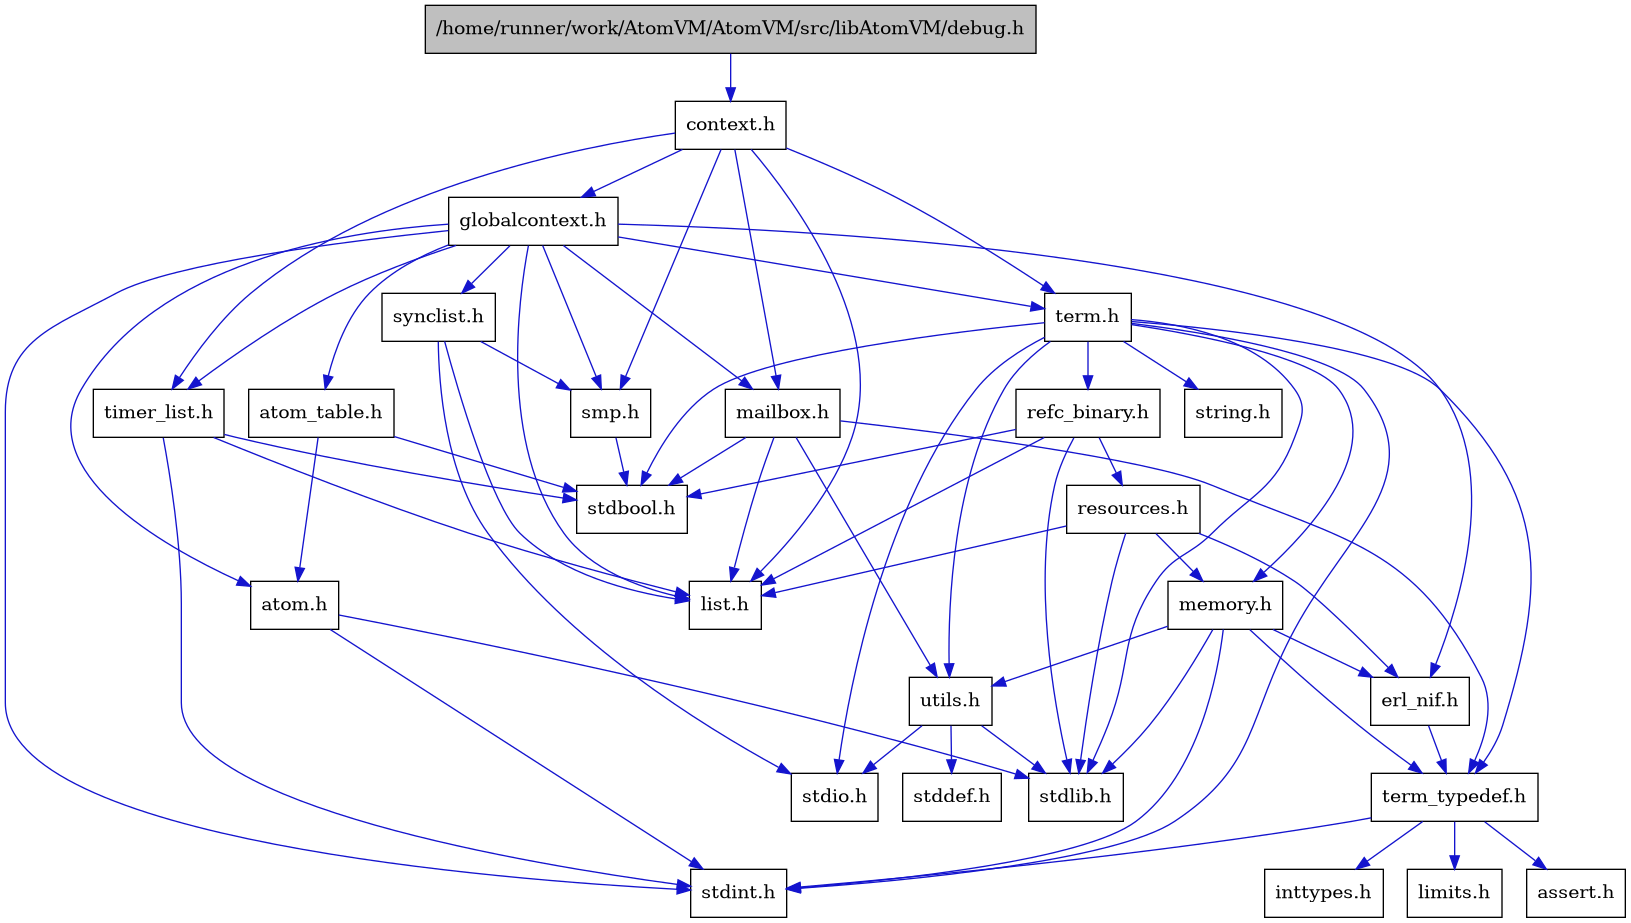 /home/runner/work/AtomVM/AtomVM/src/libAtomVM/debug.h
context.h
globalcontext.h
synclist.h
term.h
timer_list.h
atom_table.h
smp.h
mailbox.h
refc_binary.h
string.h
stdbool.h
resources.h
atom.h
list.h
memory.h
utils.h
erl_nif.h
stdio.h
stddef.h
stdlib.h
term_typedef.h
stdint.h
inttypes.h
limits.h
assert.h